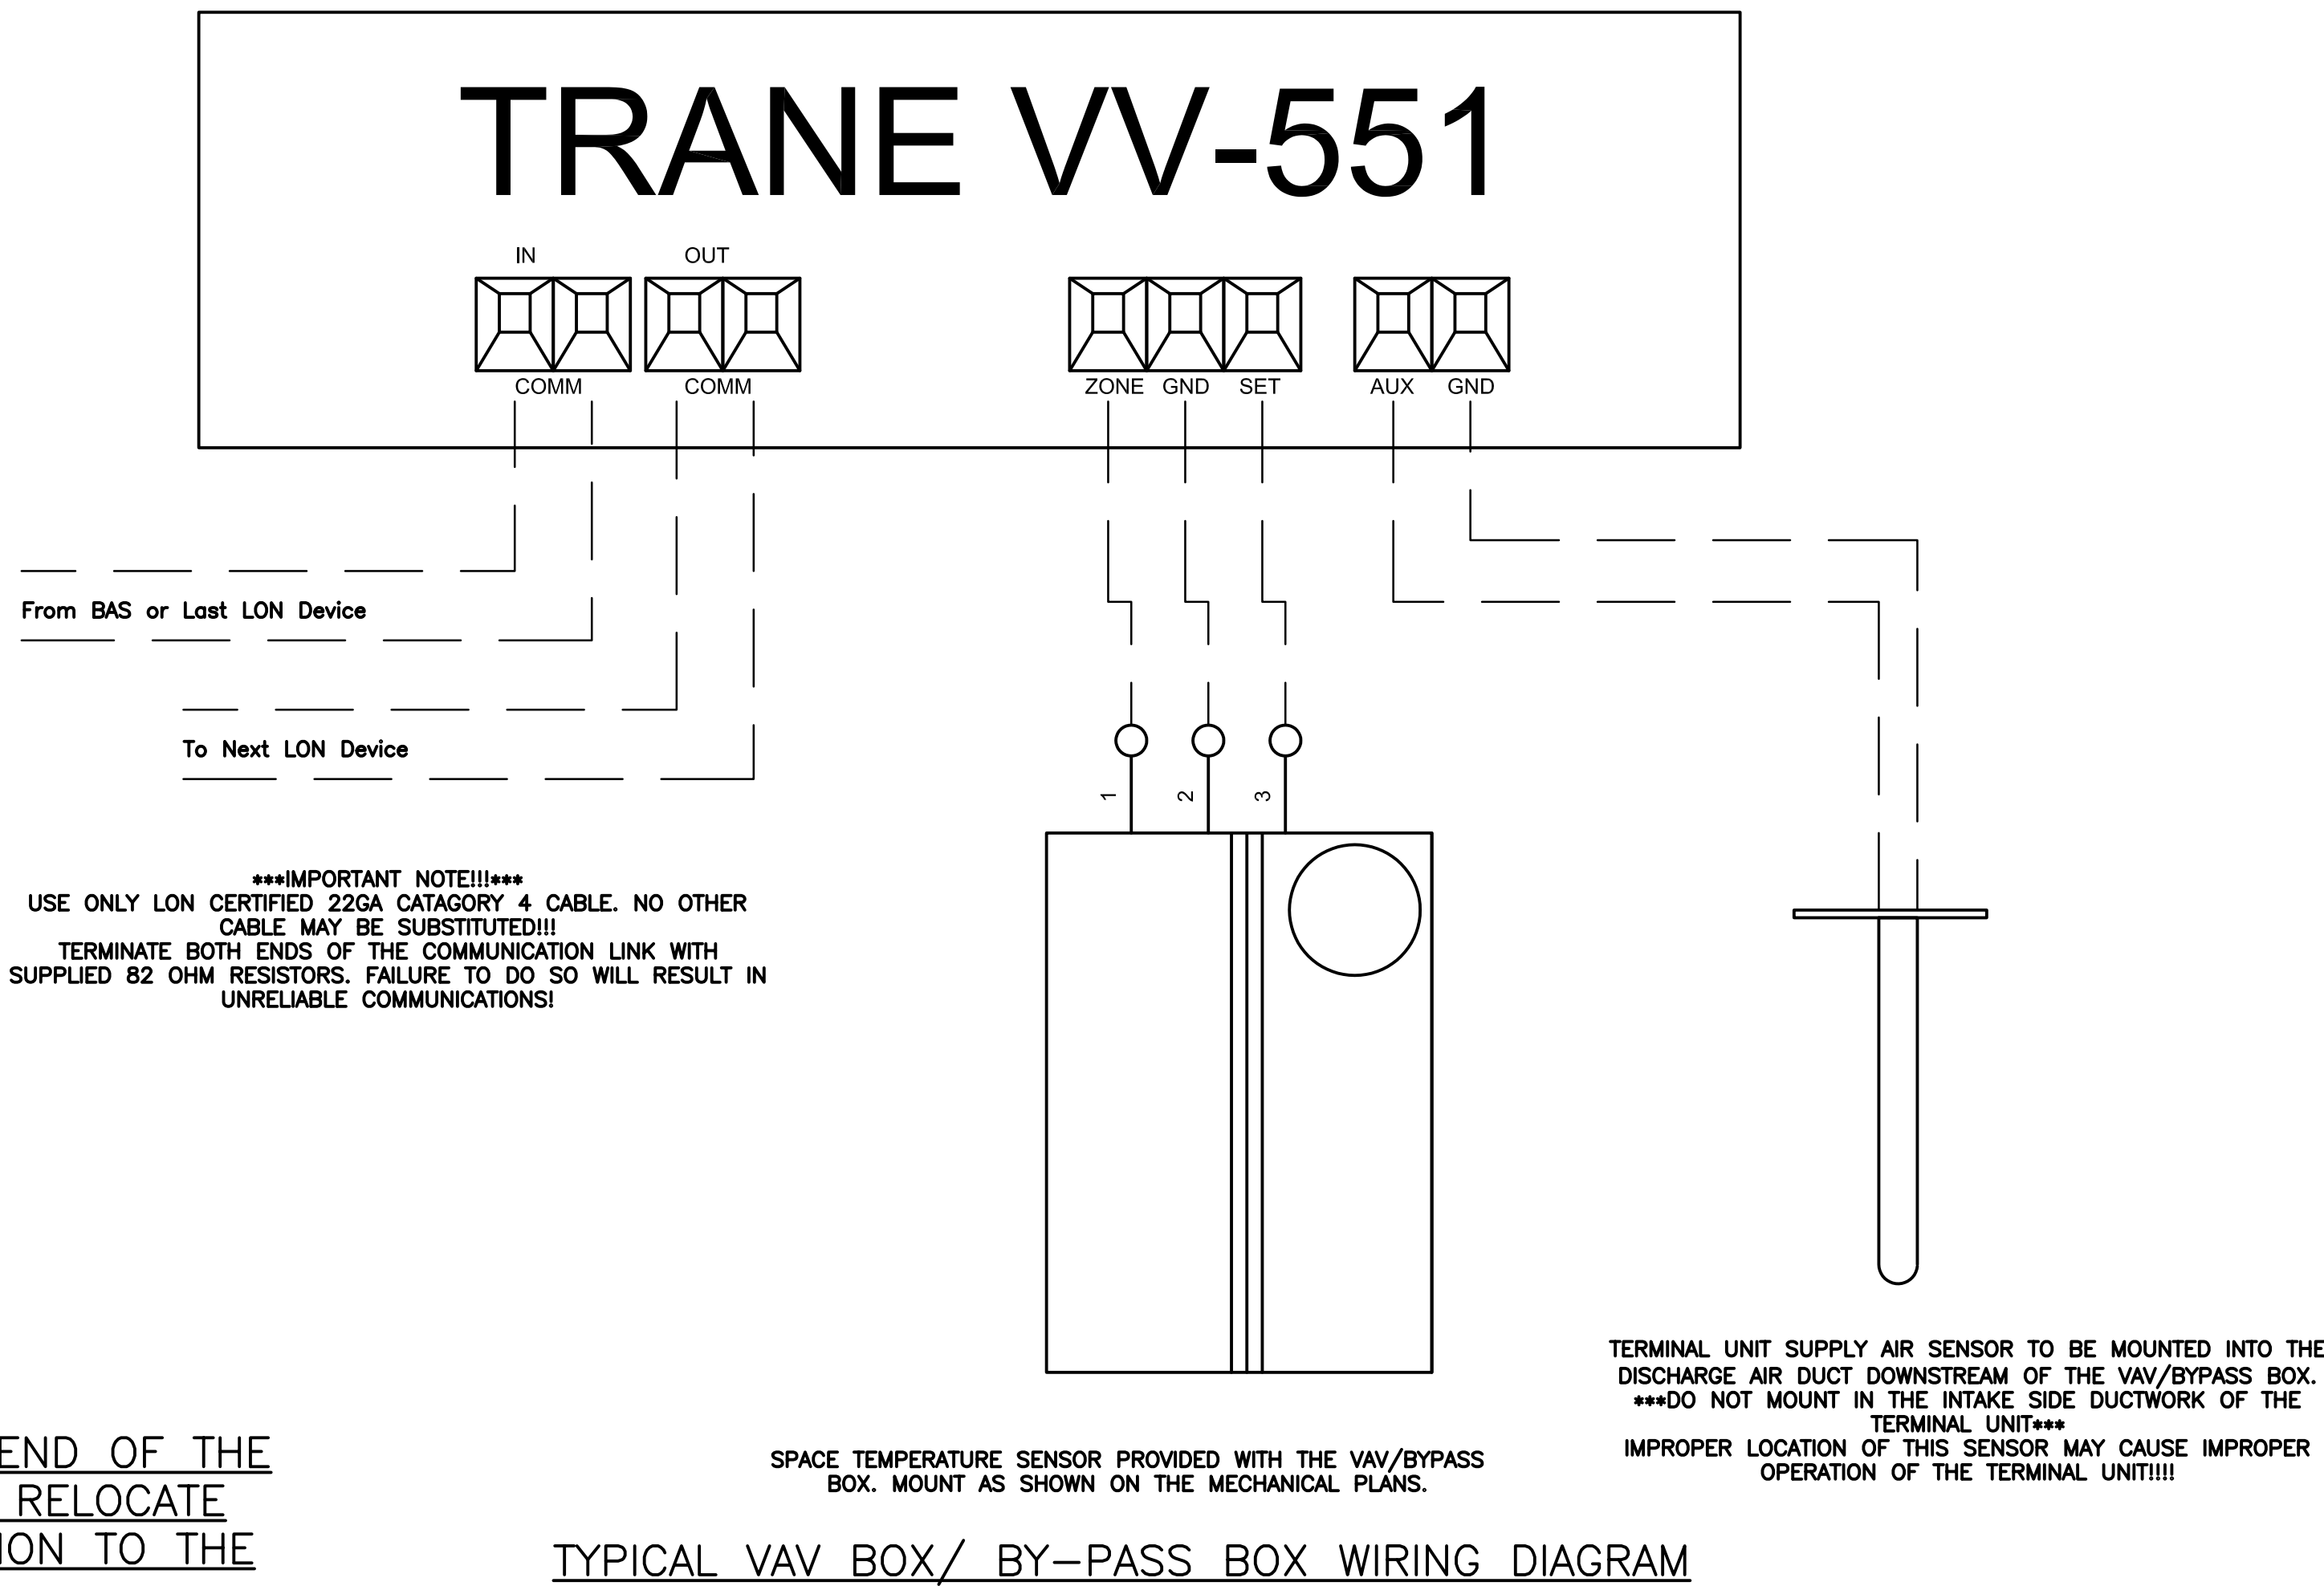 TRANE VV-551
IN
OUT
COMM
COMM
ZONE
GND
SET
AUX
GND
From BAS or Last LON Device
To Next LON Device
1
2
3
***IMPORTANT NOTE!!!***
USE ONLY LON CERTIFIED 22GA CATAGORY 4 CABLE. NO OTHER
CABLE MAY BE SUBSTITUTED!!!
TERMINATE BOTH ENDS OF THE COMMUNICATION LINK WITH
SUPPLIED 82 OHM RESISTORS. FAILURE TO DO SO WILL RESULT IN
UNRELIABLE COMMUNICATIONS!
TERMINAL UNIT SUPPLY AIR SENSOR TO BE MOUNTED INTO THE
DISCHARGE AIR DUCT DOWNSTREAM OF THE VAV/BYPASS BOX.
***DO NOT MOUNT IN THE INTAKE SIDE DUCTWORK OF THE
TERMINAL UNIT***
IMPROPER LOCATION OF THIS SENSOR MAY CAUSE IMPROPER
OPERATION OF THE TERMINAL UNIT!!!!
SPACE TEMPERATURE SENSOR PROVIDED WITH THE VAV/BYPASS
BOX. MOUNT AS SHOWN ON THE MECHANICAL PLANS.
END OF THE
RELOCATE
ION TO THE
TYPICAL VAV BOX/ BY-PASS BOX WIRING DIAGRAM